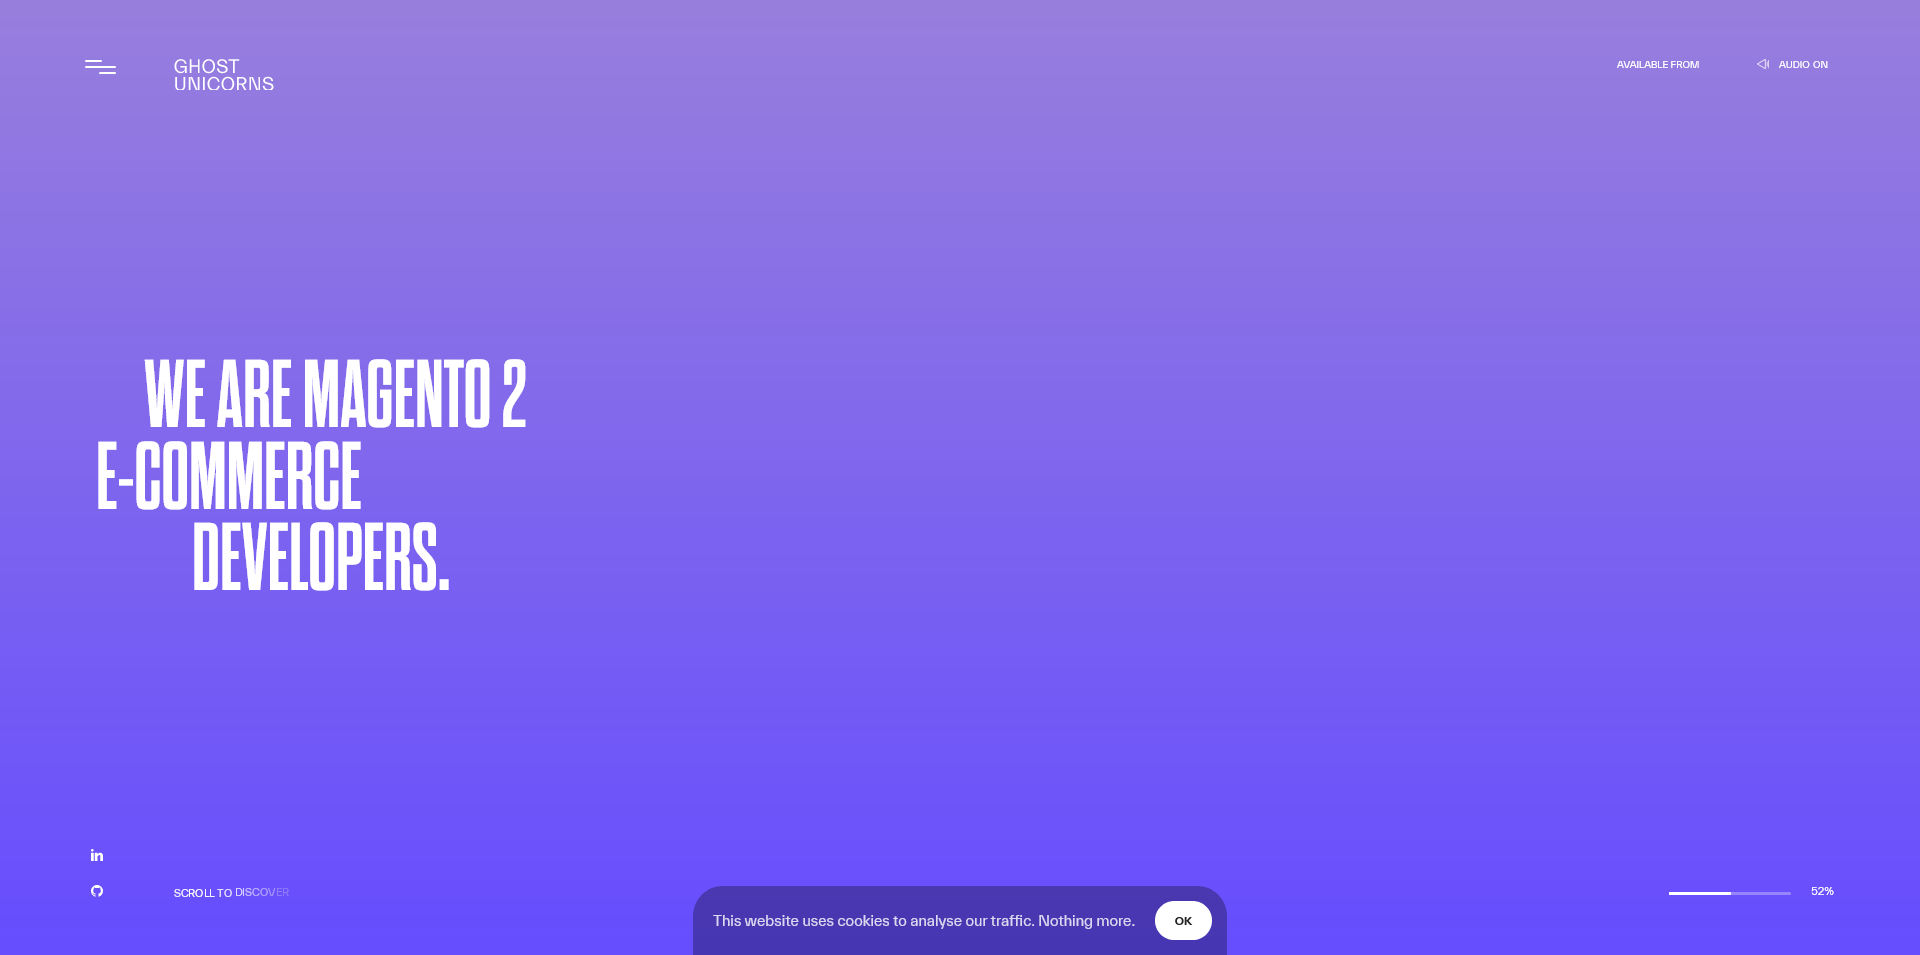 GHOST
UNICORNS
AVAILABLE FROM
AUDIO ON
WE ARE MAGENTO 2
E-COMMERCE
DEVELOPERS.
in
SCROLL TO DISCOVER
This website uses cookies to analyse our traffic. Nothing more.
OK
52%